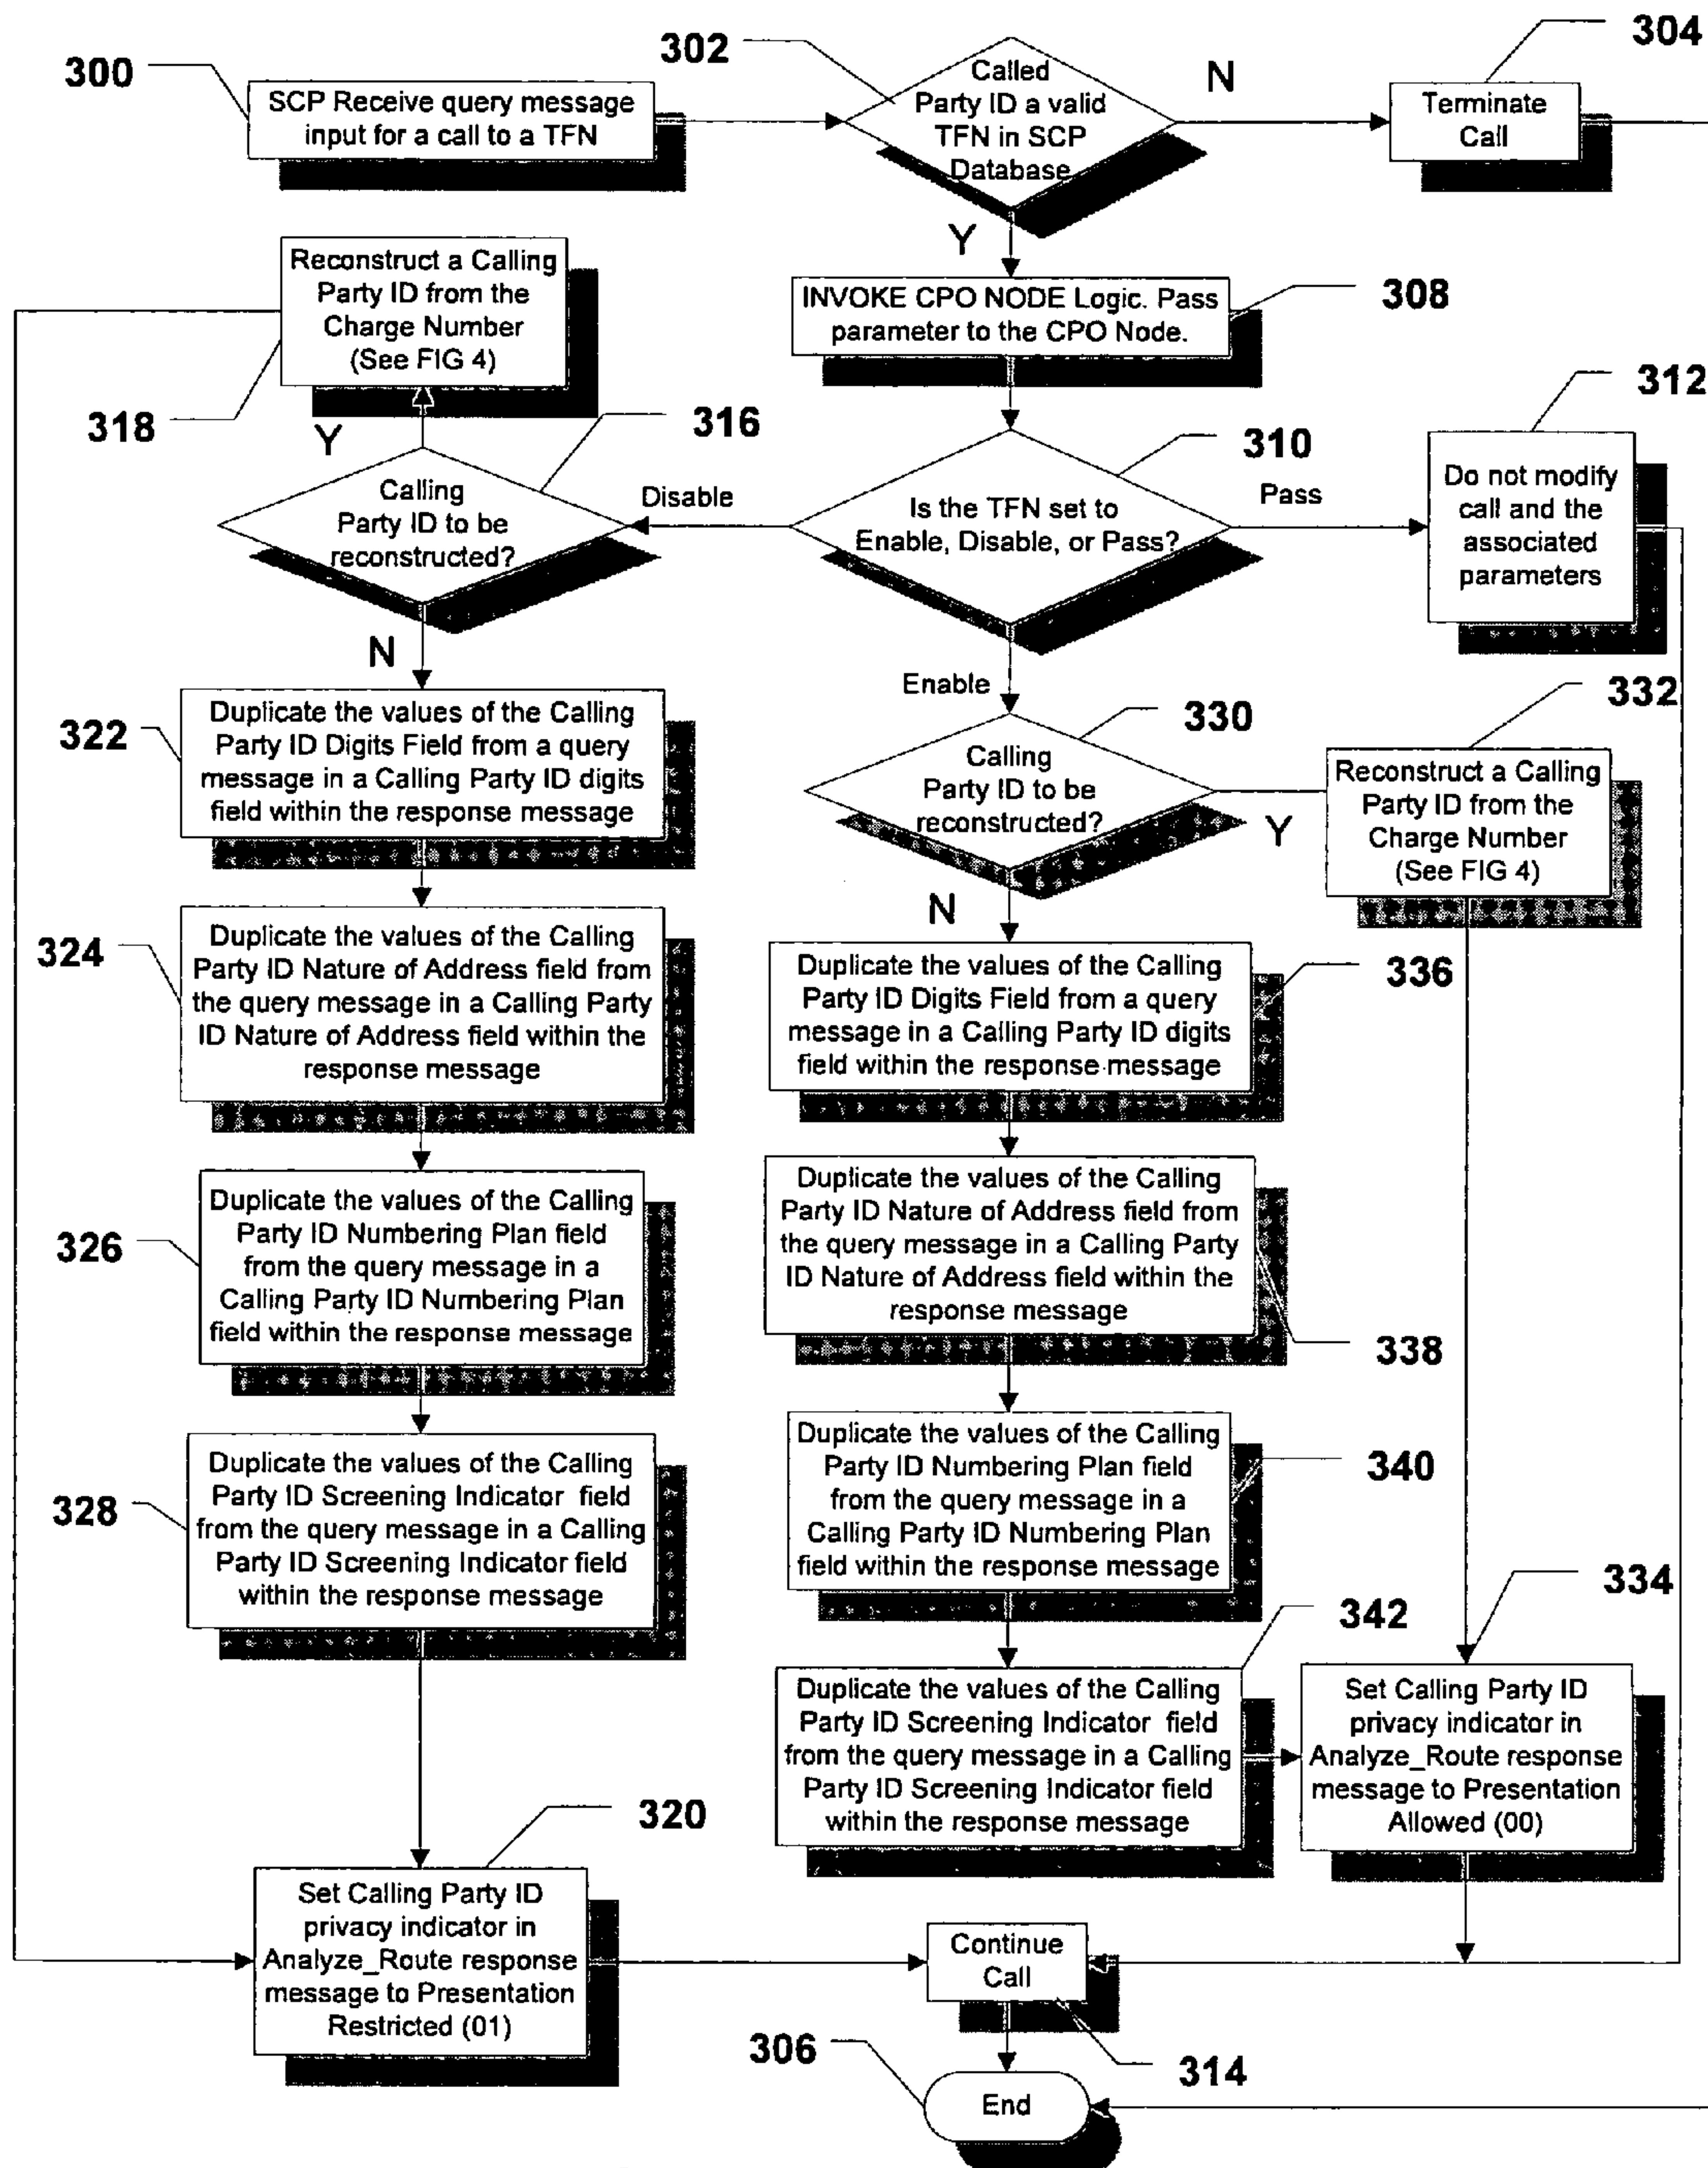 300
SCP Receive query message
input for a call to a TFN
302
Called
Party ID a valid
TFN in SCP
Database
N
304
Terminate
Call
Y
INVOKE CPO NODE Logic. Pass
parameter to the CPO Node.
308
Reconstruct a Calling
Party ID from the
Charge Number
(See FIG 4)
318
Y
316
Calling
Party ID to be
reconstructed?
Disable
310
Is the TFN set to
Enable, Disable, or Pass?
Pass
312
Do not modify
call and the
associated
parameters
N
Enable
322
Duplicate the values of the Calling
Party ID Digits Field from a query
message in a Calling Party ID digits
field within the response message
330
Calling
Party ID to be
reconstructed?
Y
332
Reconstruct a Calling
Party ID from the
Charge Number
(See FIG 4)
N
324
Duplicate the values of the Calling
Party ID Nature of Address field from
the query message in a Calling Party
ID Nature of Address field within the
response message
336
Duplicate the values of the Calling
Party ID Digits Field from a query
message in a Calling Party ID digits
field within the response message
326
Duplicate the values of the Calling
Party ID Numbering Plan field
from the query message in a
Calling Party ID Numbering Plan
field within the response message
Duplicate the values of the Calling
Party ID Nature of Address field from
the query message in a Calling Party
ID Nature of Address field within the
response message
338
328
Duplicate the values of the Calling
Party ID Screening Indicator field
from the query message in a Calling
Party ID Screening Indicator field
within the response message
Duplicate the values of the Calling
Party ID Numbering Plan field
from the query message in a
Calling Party ID Numbering Plan
field within the response message
340
342
Duplicate the values of the Calling
Party ID Screening Indicator field
from the query message in a Calling
Party ID Screening Indicator field
within the response message
334
Set Calling Party ID
privacy indicator in
Analyze_Route response
message to Presentation
Allowed (00)
320
Set Calling Party ID
privacy indicator in
Analyze_Route response
message to Presentation
Restricted (01)
Continue
Call
314
306
End